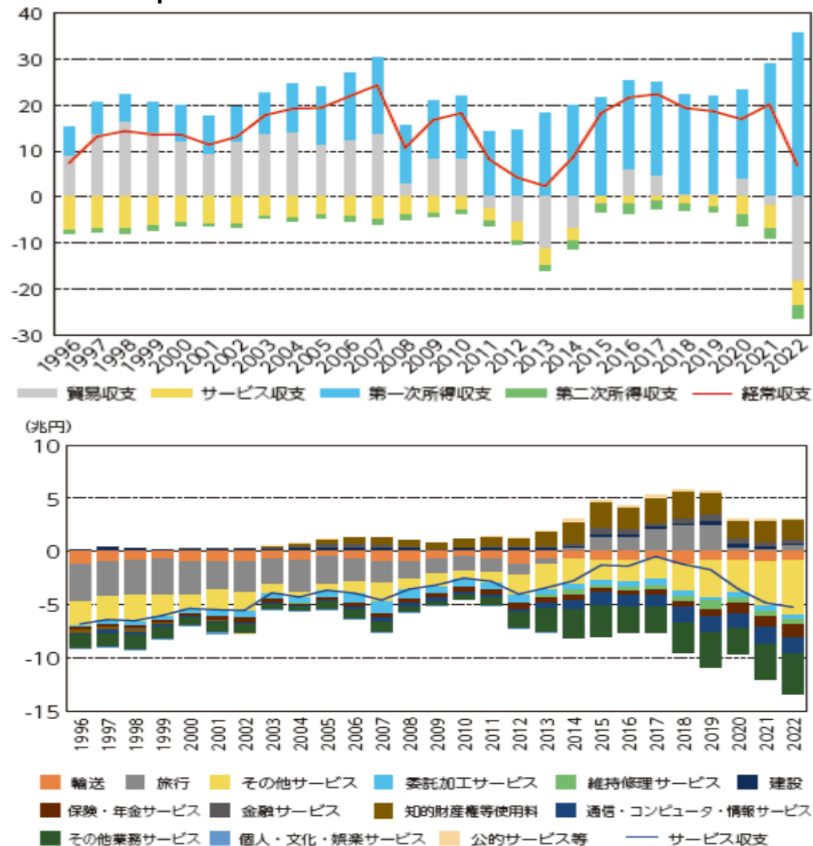 40
30
20
10
0
-10
-20
-30
1996 1997 1998 1999 2000 2001 2002 2003 2004 2005 2006 2007 2008 2009 2010 2011 2012 2013 2014 2015 2016 2017 2018 2019 2020 2021 2022
貿易収支 サービス収支 第一次所得収支 第二次所得収支 経常収支
(兆円)
10
5
0
-5
-10
-15
1996 1997 1998 1999 2000 2001 2002 2003 2004 2005 2006 2007 2008 2009 2010 2011 2012 2013 2014 2015 2016 2017 2018 2019 2020 2021 2022
輸送 旅行 その他サービス 委託加工サービス 維持修理サービス 建設
保険・年金サービス 金融サービス 知的財産権等使用料 通信・コンピュータ・情報サービス
その他業務サービス 個人・文化・娯楽サービス 公的サービス等 サービス収支